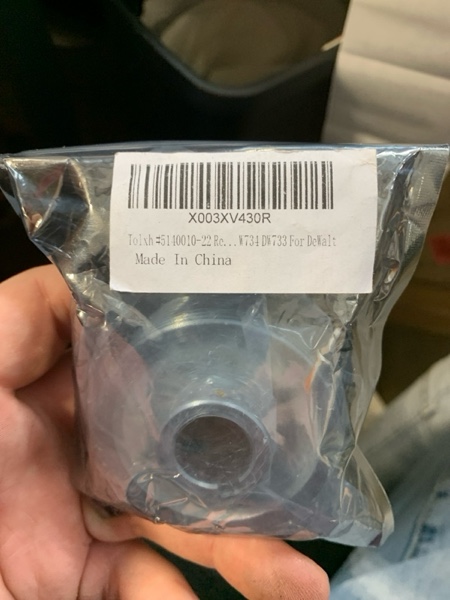 X003XV430R
Tolxh #5140010-22 Re...W734 DW733 For DeWalt
Made In China